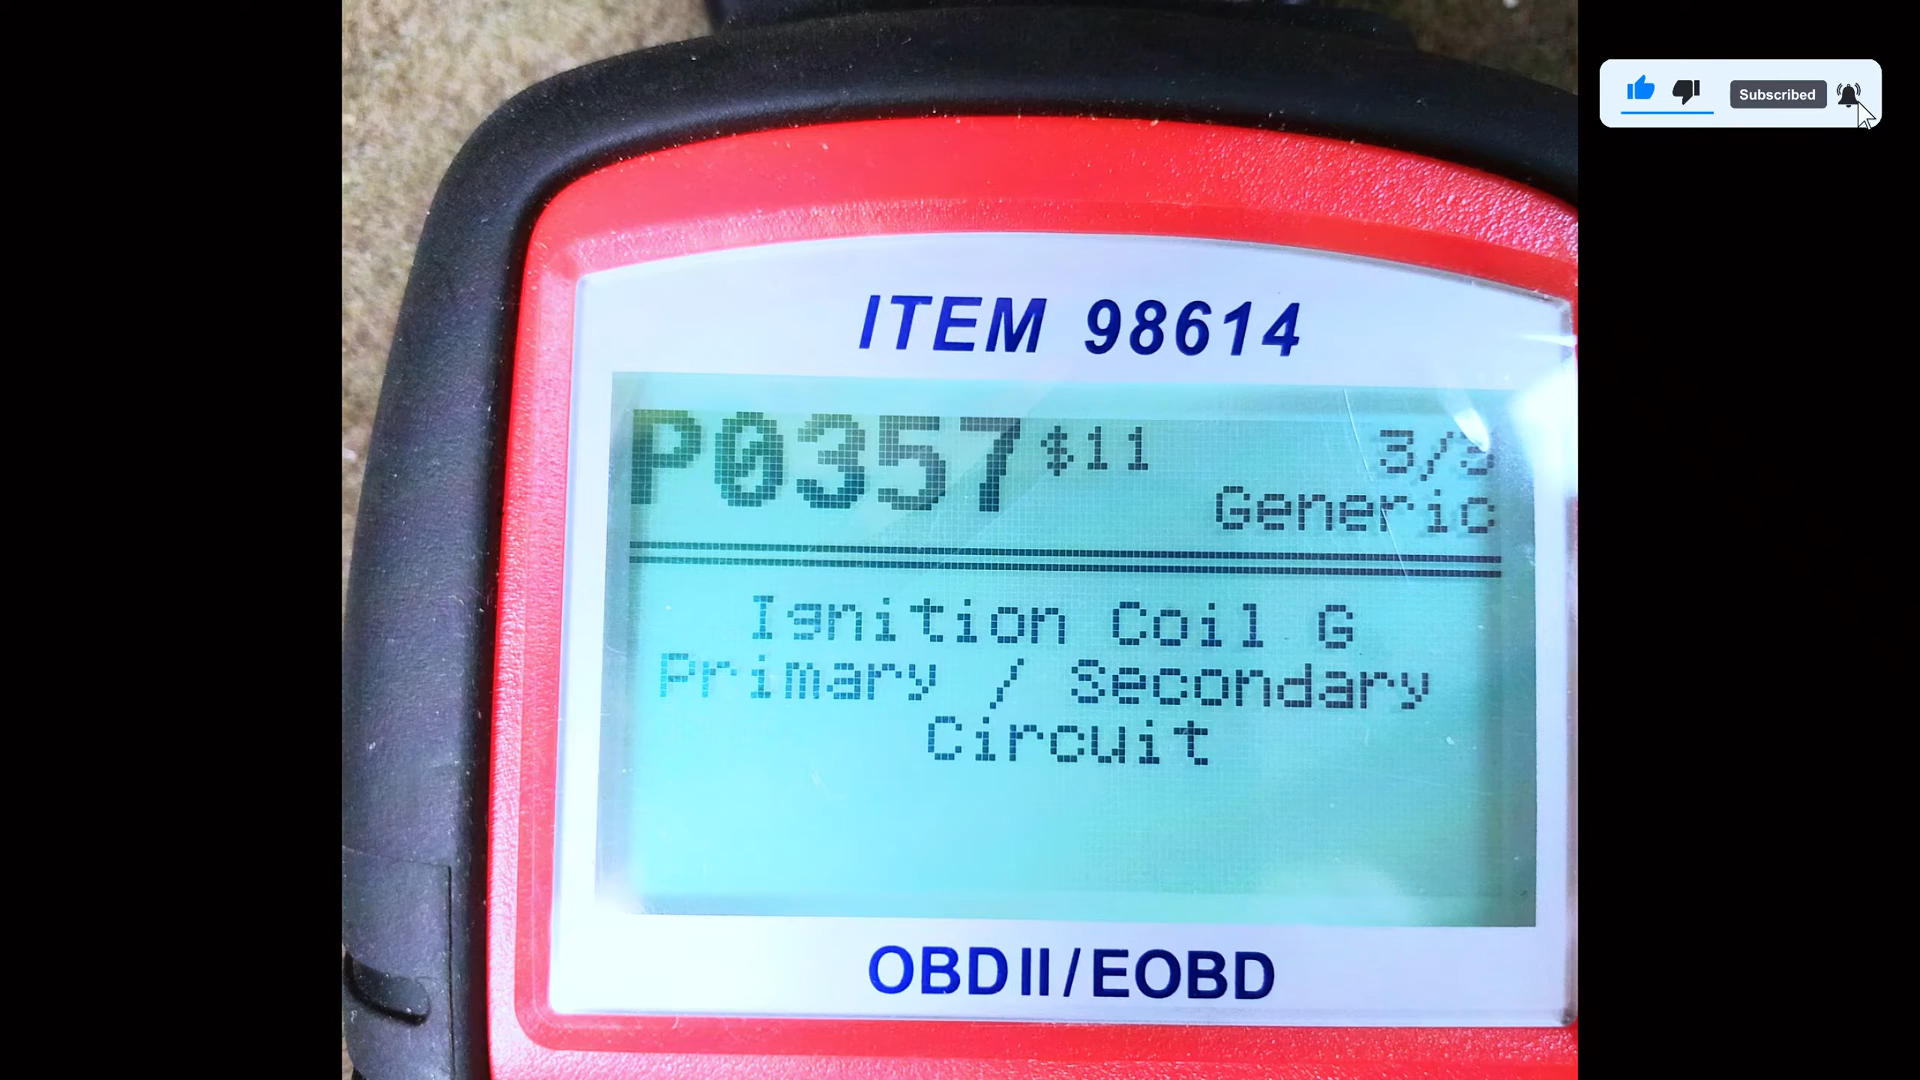 Subscribed
ITEM 98614
P0357 $11 3/3
Generic
Ignition Coil G
Primary / Secondary
Circuit
OBDII/EOBD